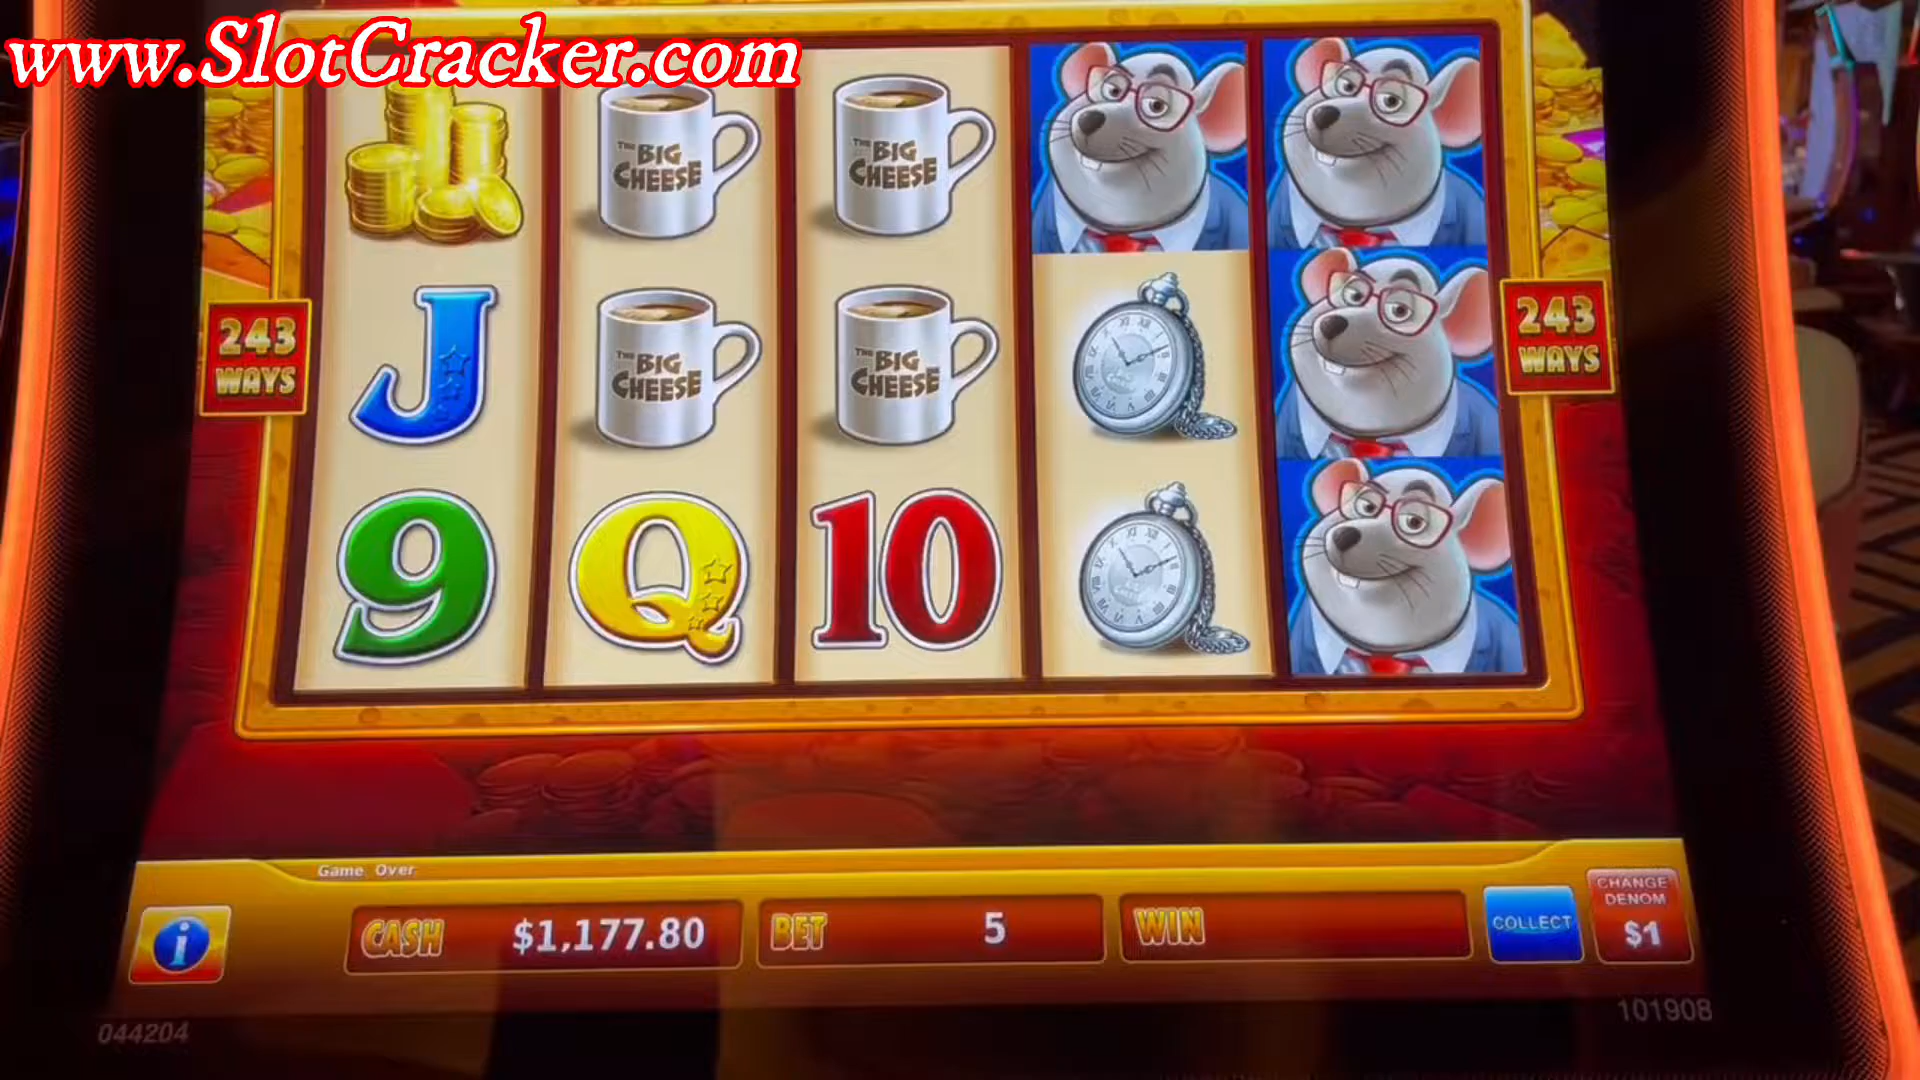 www.SlotCracker.com
THE BIG CHEESE
THE BIG CHEESE
243 WAYS
J
THE BIG CHEESE
THE BIG CHEESE
243 WAYS
9
Q
10
Game Over
CASH $1,177.80
BET 5
WIN
COLLECT
CHANGE DENOM $1
i
044204
101908